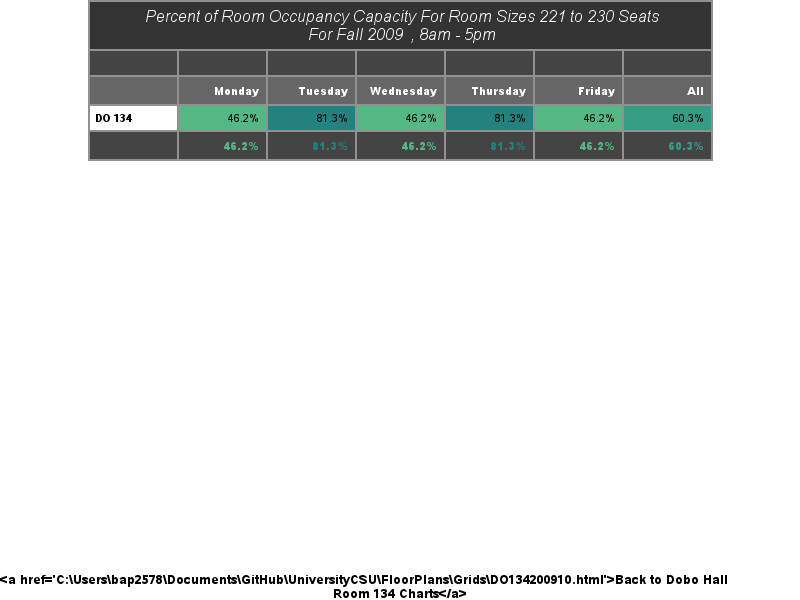 Percent of Room Occupancy Capacity For Room Sizes 221 to 230 Seats
For Fall 2009 , 8am - 5pm
Monday Tuesday Wednesday Thursday Friday All
DO 134 46.2% 81.3% 46.2% 81.3% 46.2% 60.3%
46.2% 81.3% 46.2% 81.3% 46.2% 60.3%
<a href='C:\Users\bap2578\Documents\GitHub\UniversityCSU\FloorPlans\Grids\DO134200910.html'>Back to Dobo Hall
Room 134 Charts</a>